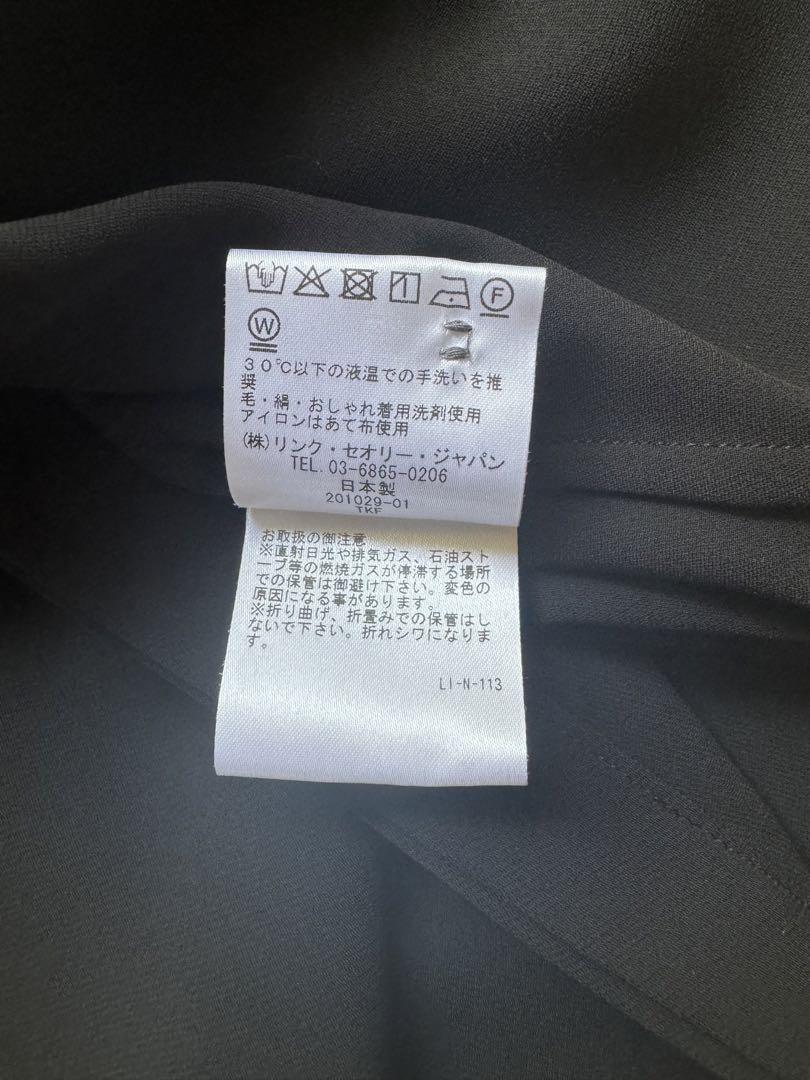 F
W
30℃以下の液温での手洗いを推
奨
毛・絹・おしゃれ着用洗剤使用
アイロンはあて布使用
(株)リンク・セオリー・ジャパン
TEL. 03-6865-0206
日本製
201029-01
TKF
お取扱の御注意
※直射日光や排気ガス、石油スト
ーブ等の燃焼ガスが停滞する場所
での保管は御避け下さい。変色の
原因になる事があります。
※折り曲げ、折畳みでの保管はし
ないで下さい。折れシワになりま
す。
LI-N-113